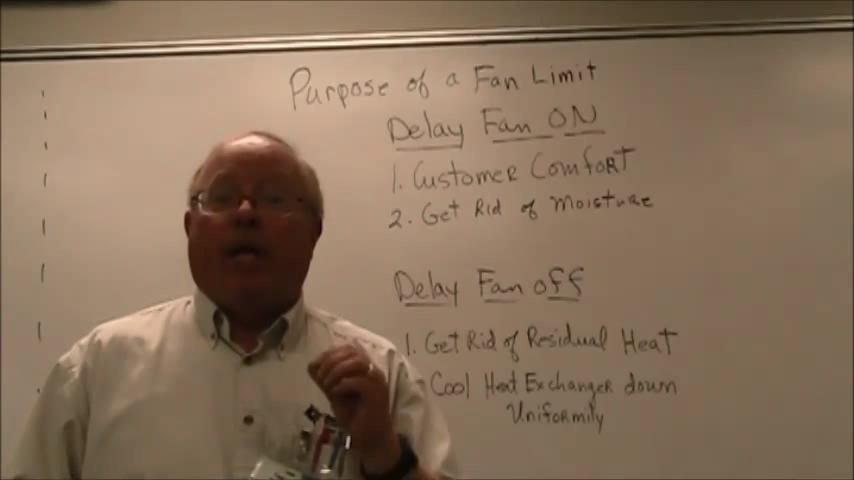 Purpose of a Fan Limit
Delay Fan ON
1. Customer Comfort
2. Get Rid of Moisture
Delay Fan off
1. Get Rid of Residual Heat
Cool Heat Exchanger down
Uniformily